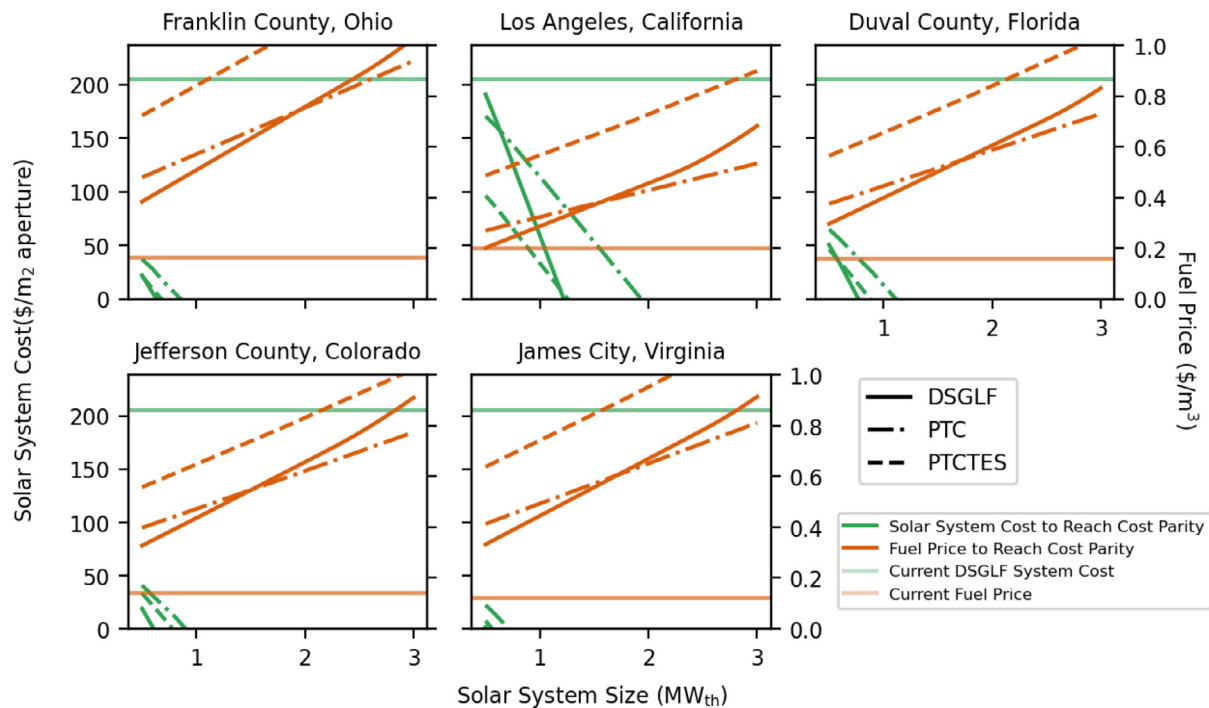 Franklin County, Ohio
Los Angeles, California
Duval County, Florida
200
150
100
50
0
1.0
0.8
0.6
0.4
0.2
0.0
1
2
3
Solar System Cost($/m₂ aperture)
Fuel Price ($/m³)
Jefferson County, Colorado
James City, Virginia
200
150
100
50
0
1
2
3
1.0
0.8
0.6
0.4
0.2
0.0
1
2
3
DSGLF
PTC
PTCTES
Solar System Cost to Reach Cost Parity
Fuel Price to Reach Cost Parity
Current DSGLF System Cost
Current Fuel Price
Solar System Size (MWₜₕ)